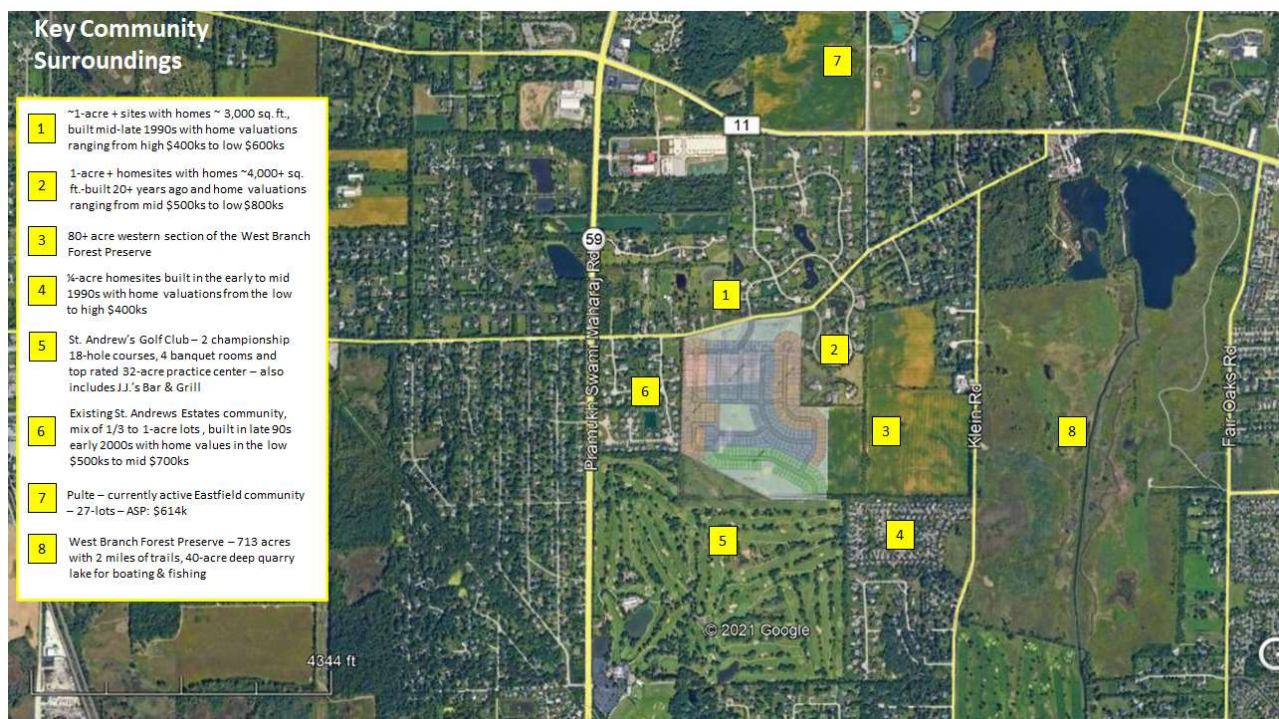 Key Community
Surroundings
1
~1-acre + sites with homes ~ 3,000 sq. ft.,
built mid-late 1990s with home valuations
ranging from high $400ks to low $600ks
2
1-acre + homesites with homes ~4,000+ sq.
ft.-built 20+ years ago and home valuations
ranging from mid $500ks to low $800ks
3
80+ acre western section of the West Branch
Forest Preserve
4
¼-acre homesites built in the early to mid
1990s with home valuations from the low
to high $400ks
5
St. Andrew's Golf Club – 2 championship
18-hole courses, 4 banquet rooms and
top rated 32-acre practice center – also
includes J.J.'s Bar & Grill
6
Existing St. Andrews Estates community,
mix of 1/3 to 1-acre lots , built in late 90s
early 2000s with home values in the low
$500ks to mid $700ks
7
Pulte – currently active Eastfield community
– 27-lots – ASP: $614k
8
West Branch Forest Preserve – 713 acres
with 2 miles of trails, 40-acre deep quarry
lake for boating & fishing
7
11
59
Pramukh Swami Maharaj Rd
1
2
6
3
Klein Rd
8
Fair Oaks Rd
5
4
© 2021 Google
4344 ft
G